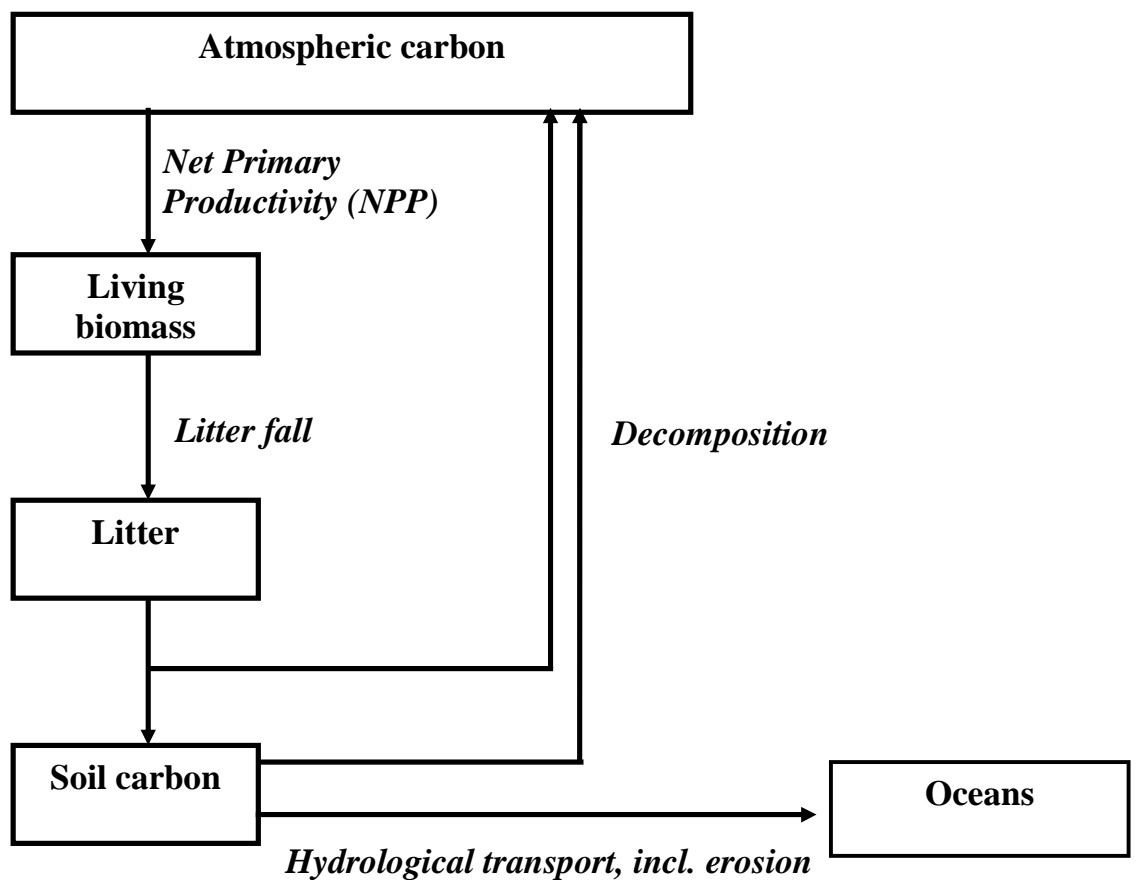 Atmospheric carbon
Net Primary
Productivity (NPP)
Living
biomass
Litter fall
Decomposition
Litter
Soil carbon
Oceans
Hydrological transport, incl. erosion